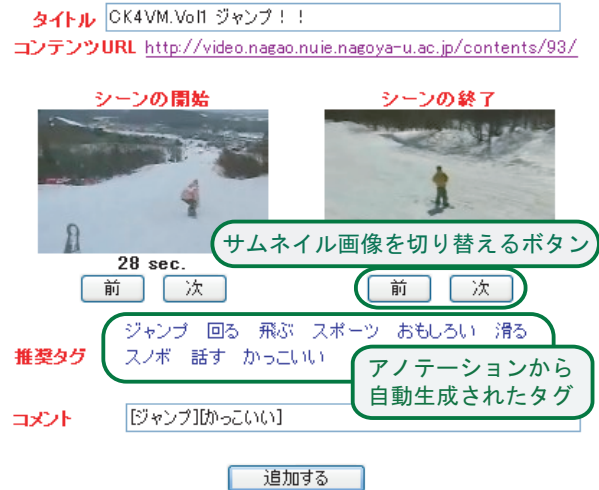 タイトル CK4VM.Vol1 ジャンプ！！
コンテンツURL http://video.nagao.nuie.nagoya-u.ac.jp/contents/93/
シーンの開始 シーンの終了
サムネイル画像を切り替えるボタン
28 sec.
前 次 前 次
ジャンプ 回る 飛ぶ スポーツ おもしろい 滑る
推奨タグ スノボ 話す かっこいい
アノテーションから
自動生成されたタグ
コメント [ジャンプ][かっこいい]
追加する